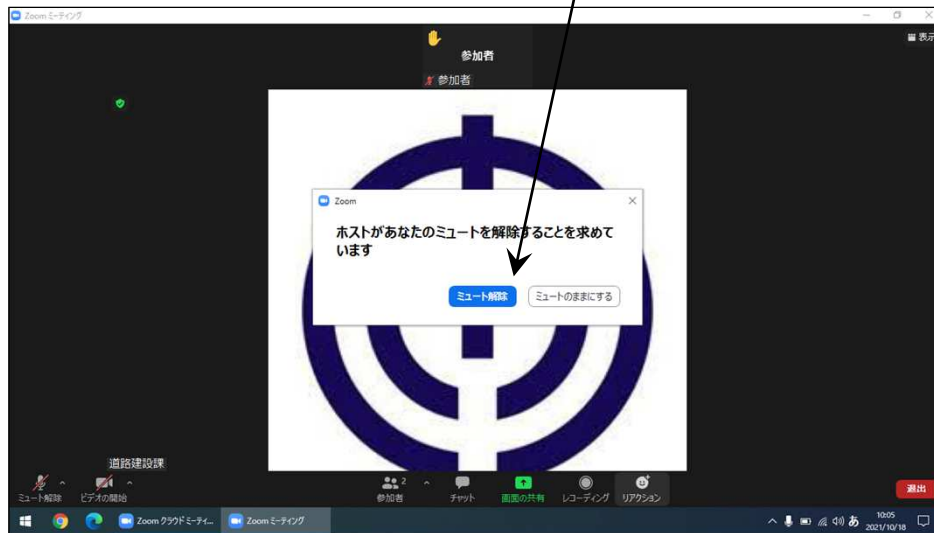 Zoom ミーティング
表示
参加者
参加者
Zoom
ホストがあなたのミュートを解除することを求めて
います
ミュート解除
ミュートのままにする
道路建設課
ミュート解除
ビデオの開始
2
参加者
チャット
画面の共有
レコーディング
リアクション
退出
Zoom クラウド ミーティ...
Zoom ミーティング
あ
10:05
2021/10/18